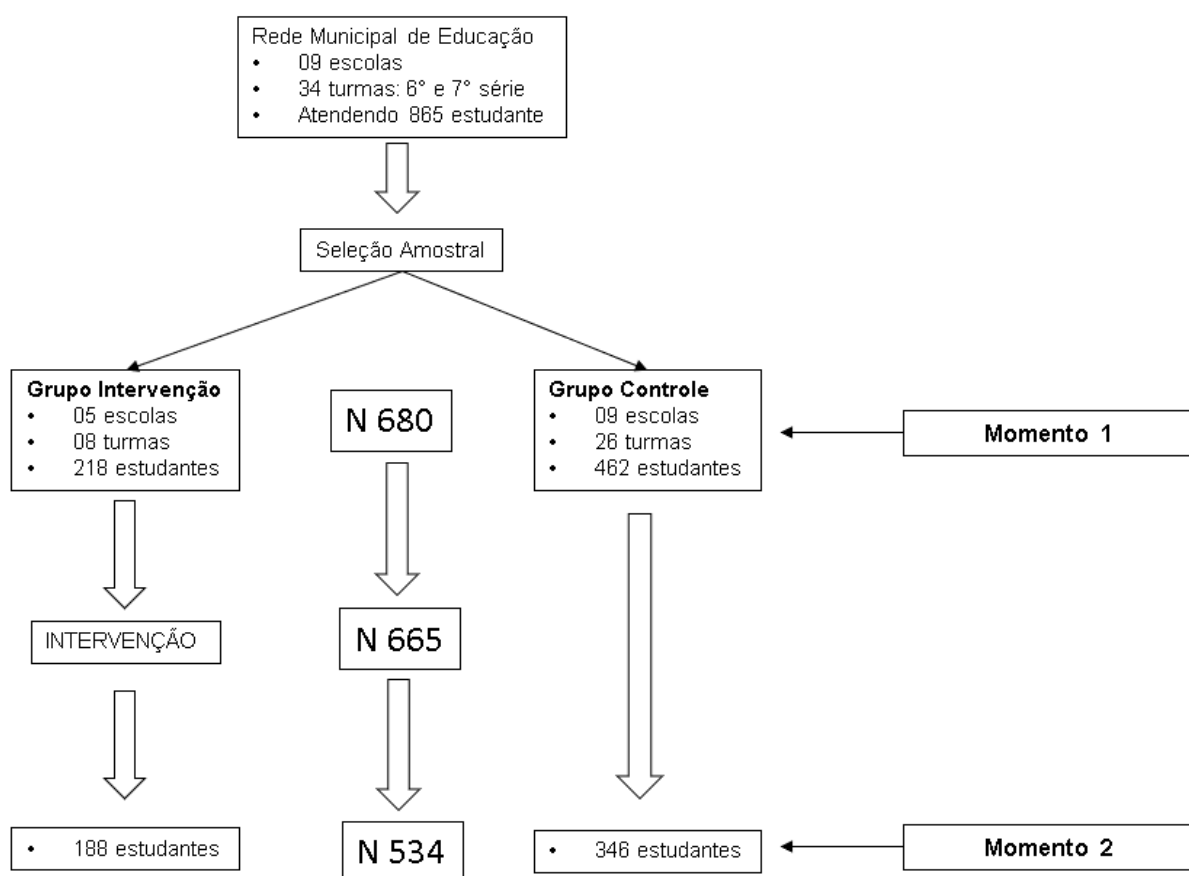 Rede Municipal de Educação
• 09 escolas
• 34 turmas: 6° e 7° série
• Atendendo 865 estudante
Seleção Amostral
Grupo Intervenção
• 05 escolas
• 08 turmas
• 218 estudantes
N 680
Grupo Controle
• 09 escolas
• 26 turmas
• 462 estudantes
Momento 1
INTERVENÇÃO
N 665
• 188 estudantes
N 534
• 346 estudantes
Momento 2